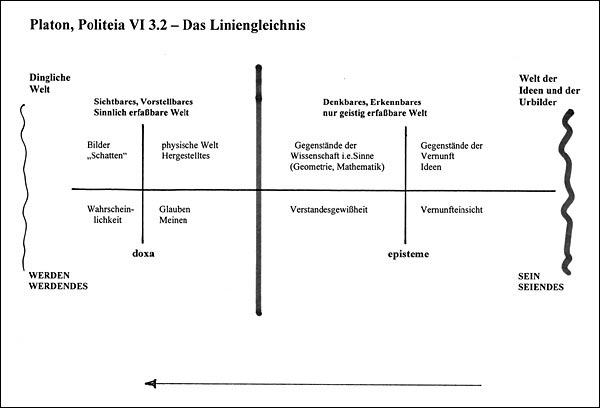 Platon, Politeia VI 3.2 – Das Liniengleichnis
Dingliche
Welt
Sichtbares, Vorstellbares
Sinnlich erfaßbare Welt
Denkbares, Erkennbares
nur geistig erfaßbare Welt
Welt der
Ideen und der
Urbilder
Bilder
„Schatten"
physische Welt
Hergestelltes
Gegenstände der
Wissenschaft i.e.Sinne
(Geometrie, Mathematik)
Gegenstände der
Vernunft
Ideen
Wahrschein-
lichkeit
Glauben
Meinen
Verstandesgewißheit
Vernunfteinsicht
doxa
episteme
WERDEN
WERDENDES
SEIN
SEIENDES